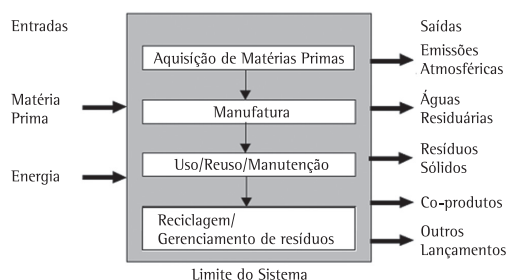 Entradas
Saídas
Aquisíção de Matérias Primas
Emissões
Atmosféricas
Matéria
Prima
Manufatura
Águas
Residuárias
Uso/Reuso/Manutenção
Resíduos
Sólidos
Energia
Co-produtos
Reciclagem/
Gerenciamento de resíduos
Outros
Lançamentos
Limite do Sistema